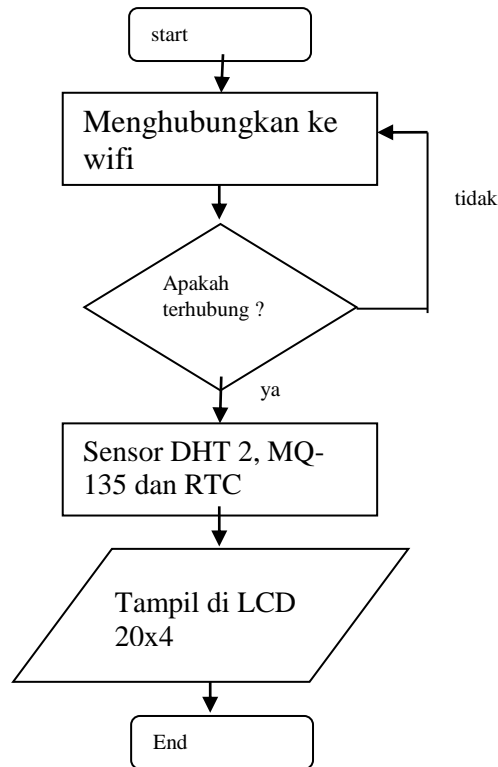 start
Menghubungkan ke
wifi
tidak
Apakah
terhubung ?
ya
Sensor DHT 2, MQ-
135 dan RTC
Tampil di LCD
20x4
End